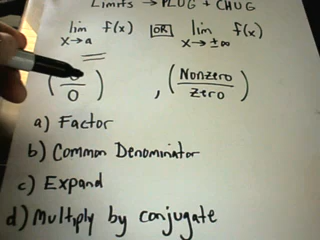 Limits → PLUG + CHUG
lim x→a f(x) OR lim x→±∞ f(x)
(0/0) , (Nonzero/Zero)
a) Factor
b) Common Denominator
c) Expand
d) Multiply by conjugate